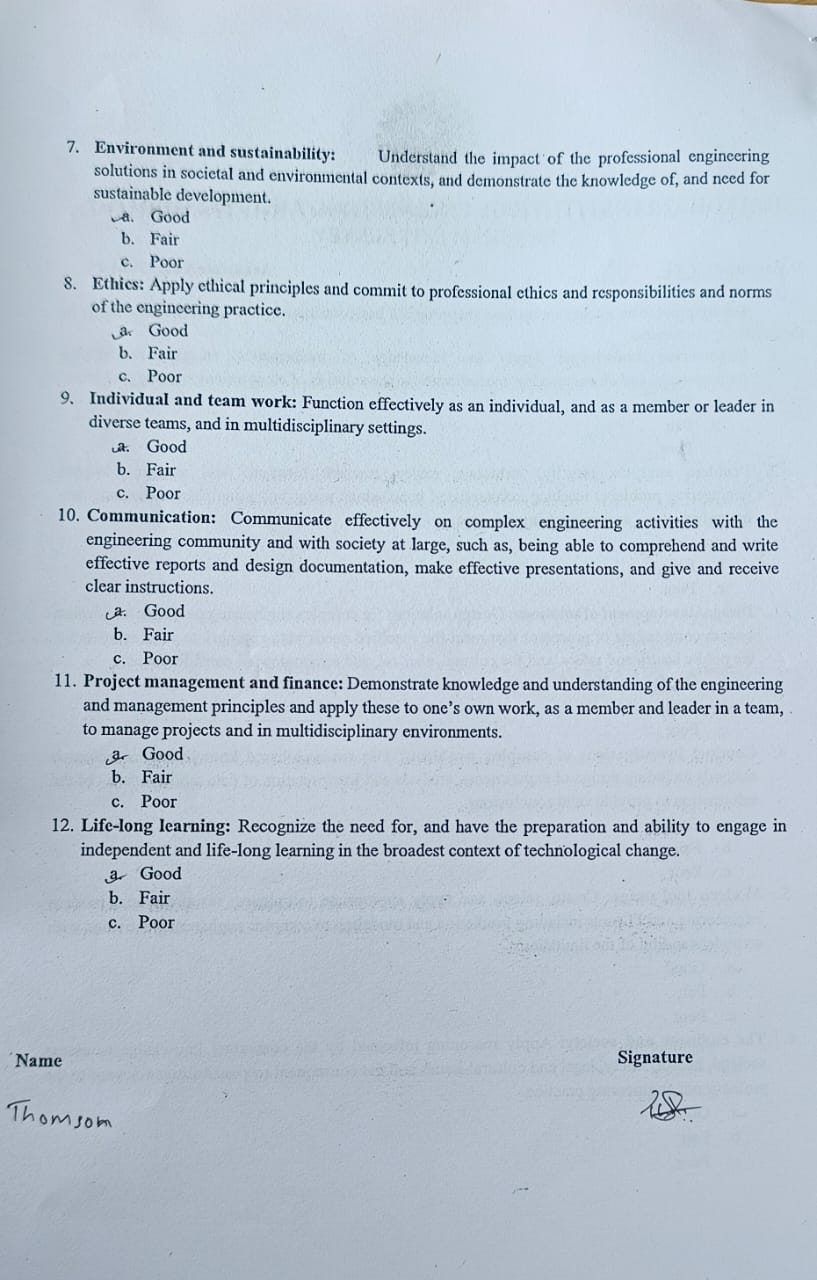 7. Environment and sustainability: Understand the impact of the professional engineering
solutions in societal and environmental contexts, and demonstrate the knowledge of, and need for
sustainable development.
a. Good
b. Fair
c. Poor
8. Ethics: Apply ethical principles and commit to professional ethics and responsibilities and norms
of the engineering practice.
a. Good
b. Fair
c. Poor
9. Individual and team work: Function effectively as an individual, and as a member or leader in
diverse teams, and in multidisciplinary settings.
a. Good
b. Fair
c. Poor
10. Communication: Communicate effectively on complex engineering activities with the
engineering community and with society at large, such as, being able to comprehend and write
effective reports and design documentation, make effective presentations, and give and receive
clear instructions.
a. Good
b. Fair
c. Poor
11. Project management and finance: Demonstrate knowledge and understanding of the engineering
and management principles and apply these to one's own work, as a member and leader in a team,
to manage projects and in multidisciplinary environments.
a. Good
b. Fair
c. Poor
12. Life-long learning: Recognize the need for, and have the preparation and ability to engage in
independent and life-long learning in the broadest context of technological change.
a. Good
b. Fair
c. Poor
Name Signature
Thomsom